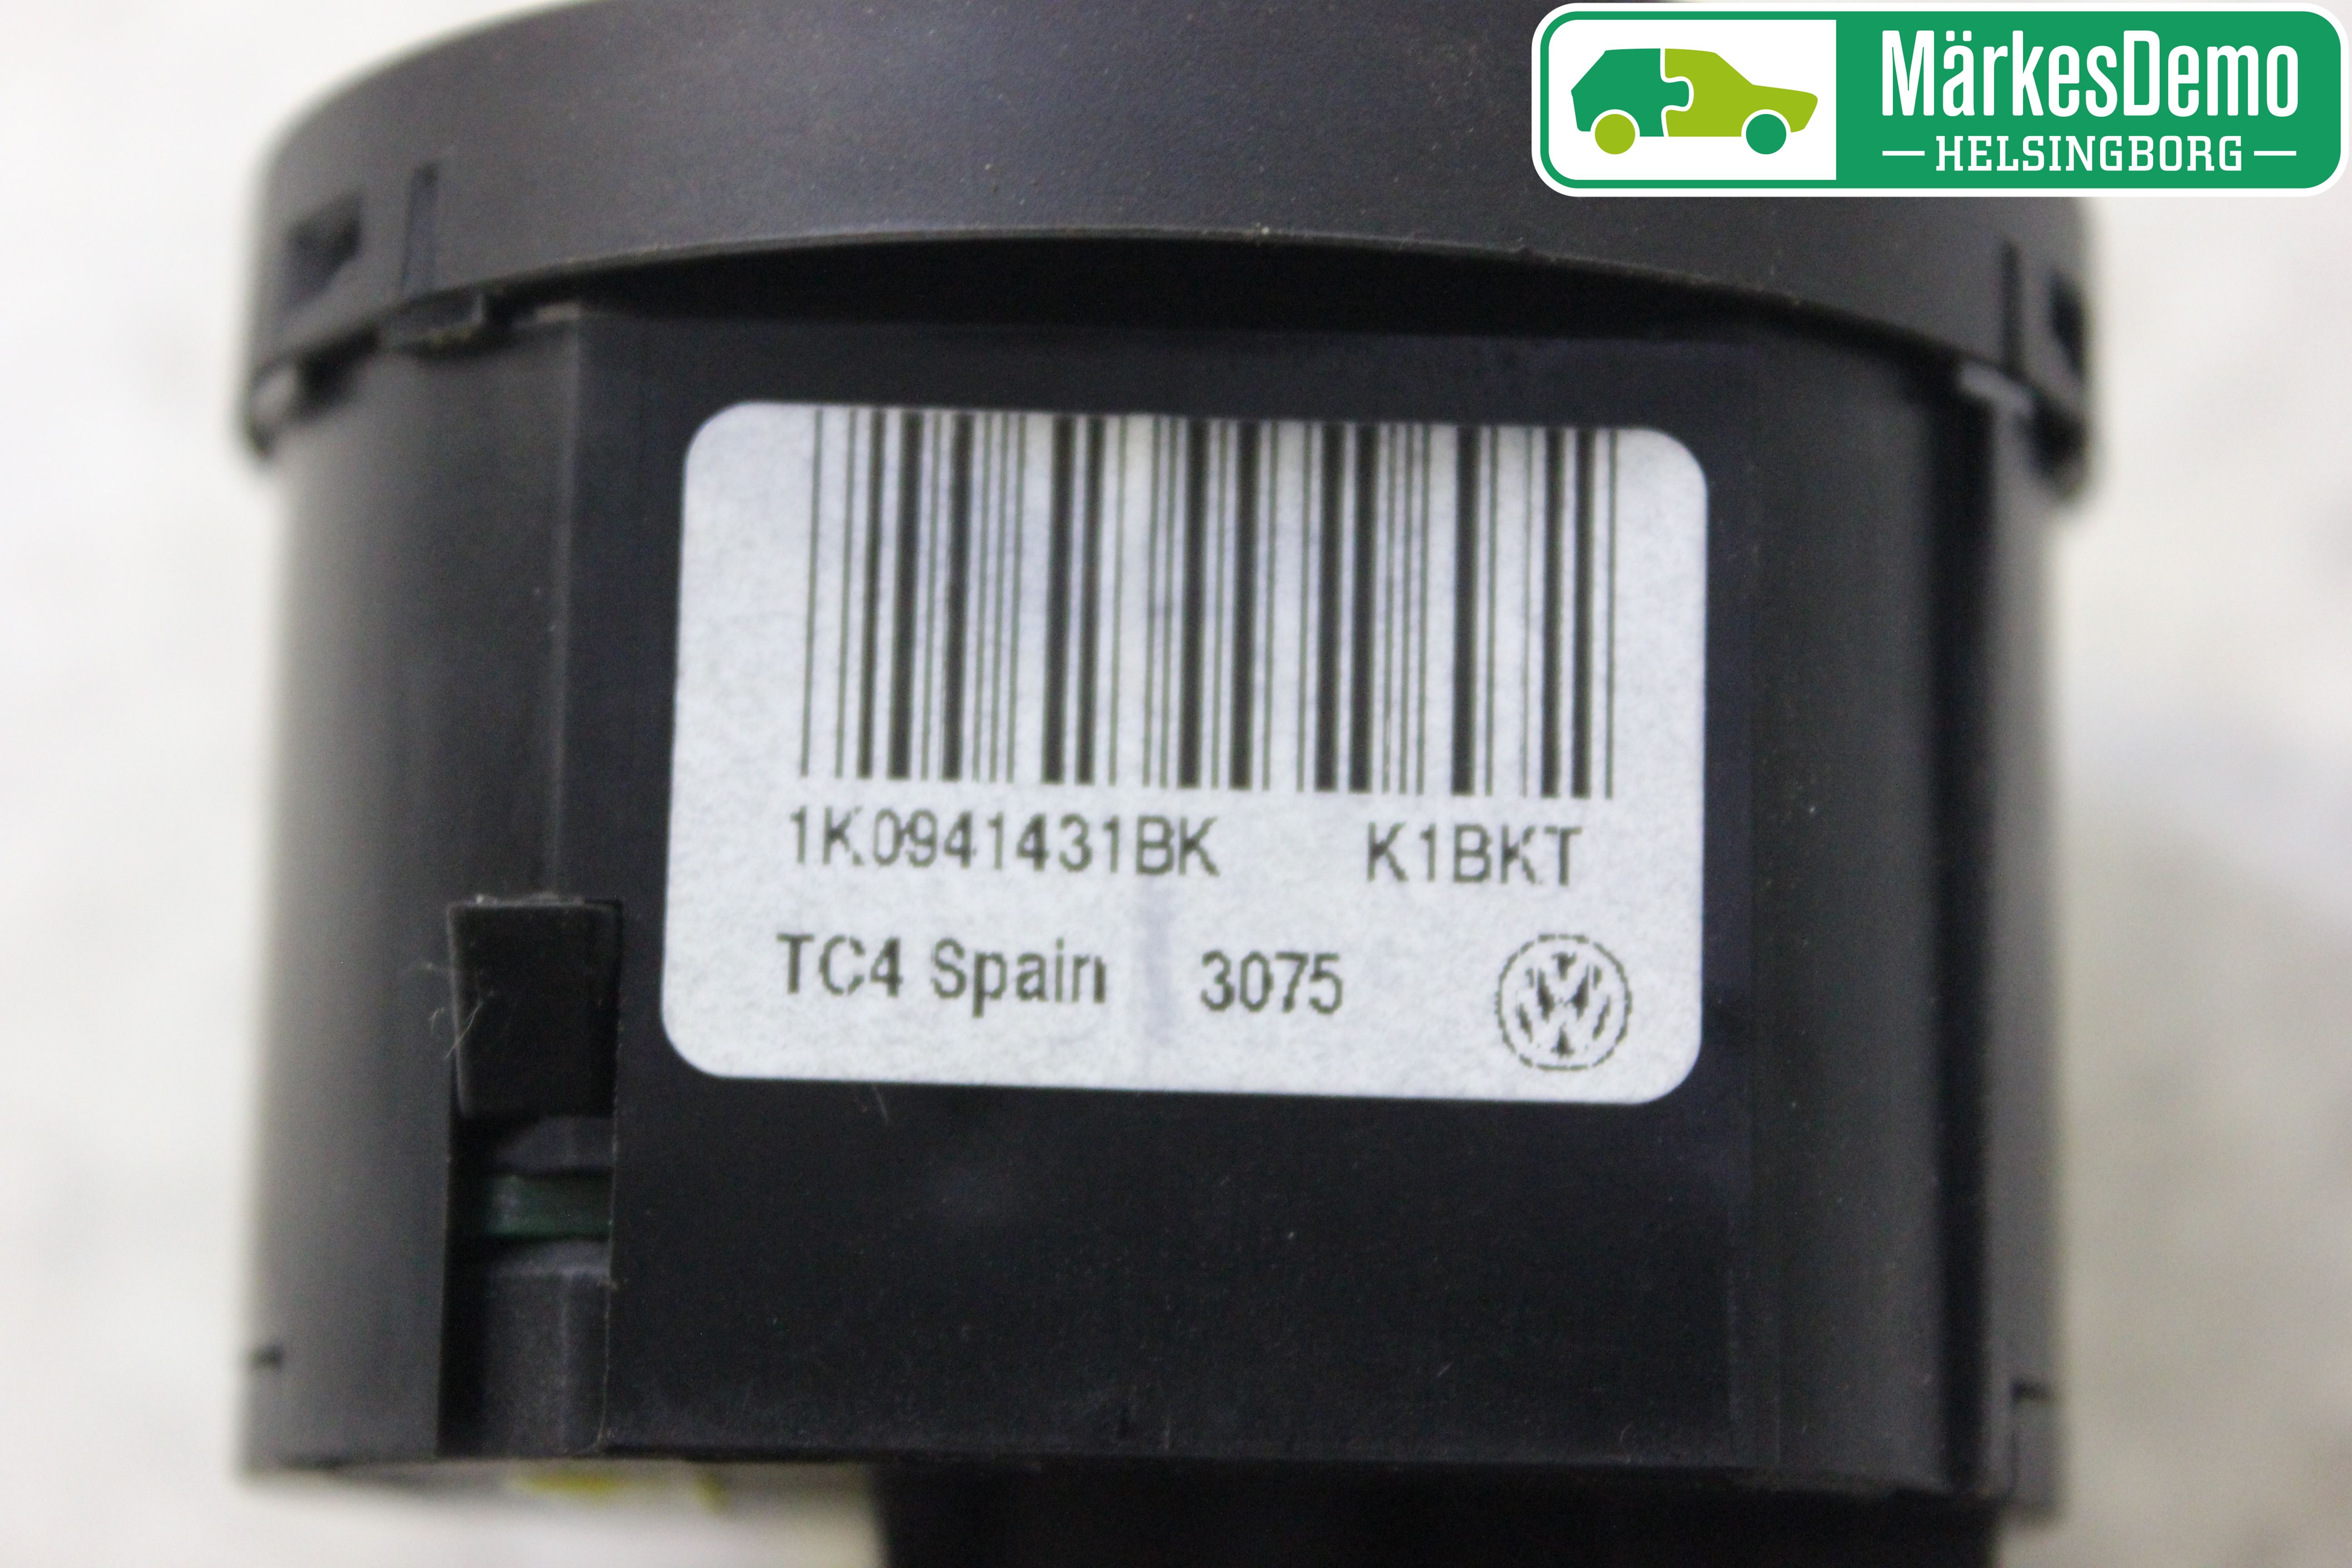 MärkesDemo
HELSINGBORG
1K0941431BK K1BKT
TC4 Spain 3075